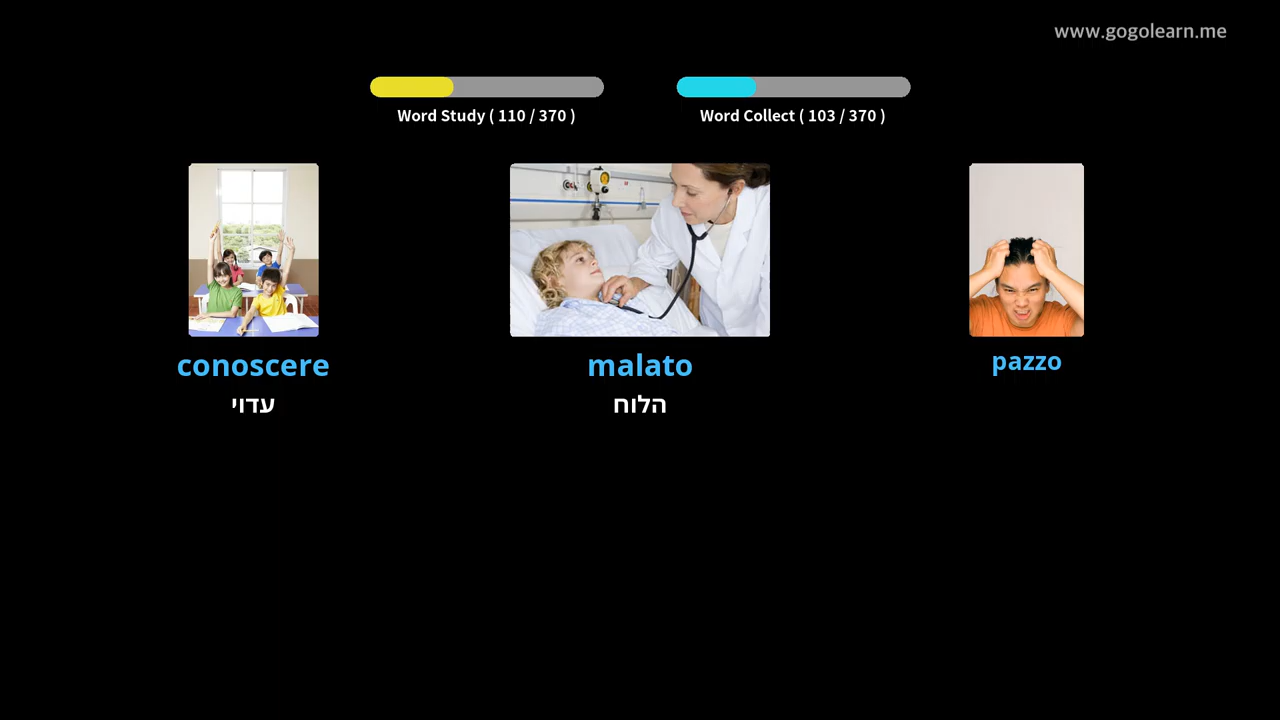 www.gogolearn.me
Word Study ( 110 / 370 )
Word Collect ( 103 / 370 )
conoscere
malato
pazzo
עדוי
הלוח